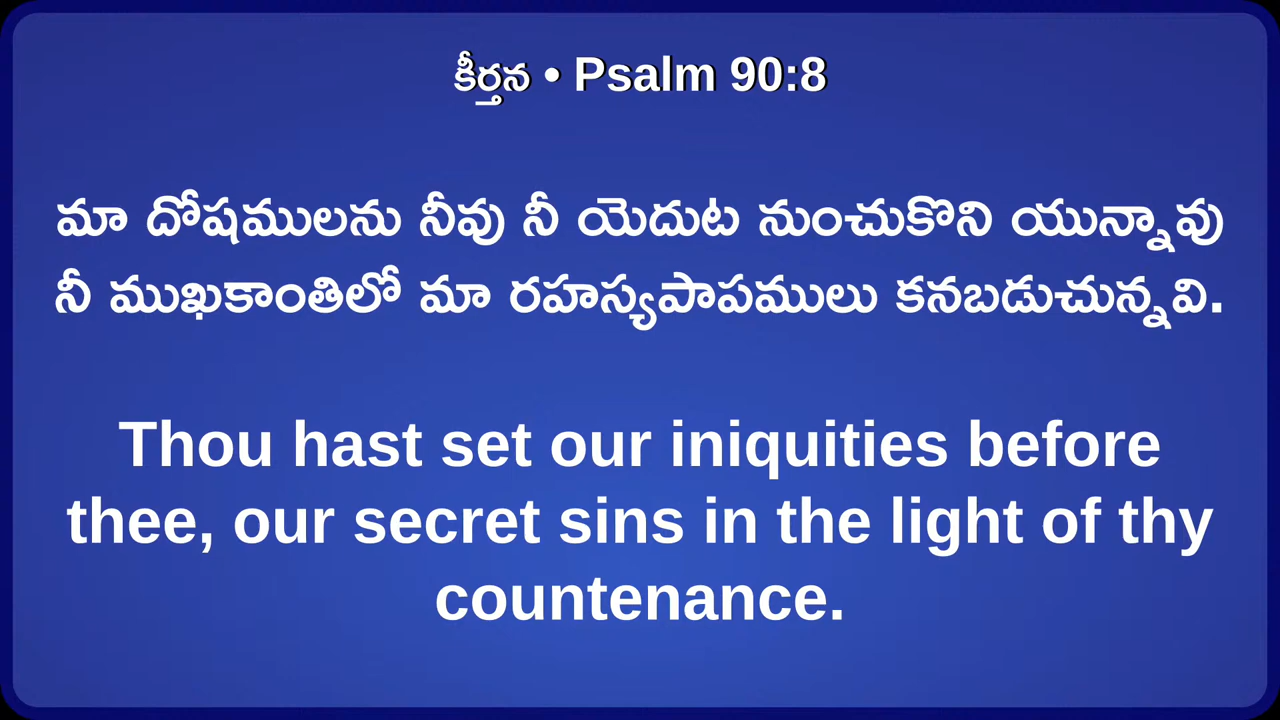 కీర్తన • Psalm 90:8
మా దోషములను నీవు నీ యెదుట నుంచుకొని యున్నావు
నీ ముఖకాంతిలో మా రహస్యపాపములు కనబడుచున్నవి.
Thou hast set our iniquities before
thee, our secret sins in the light of thy
countenance.